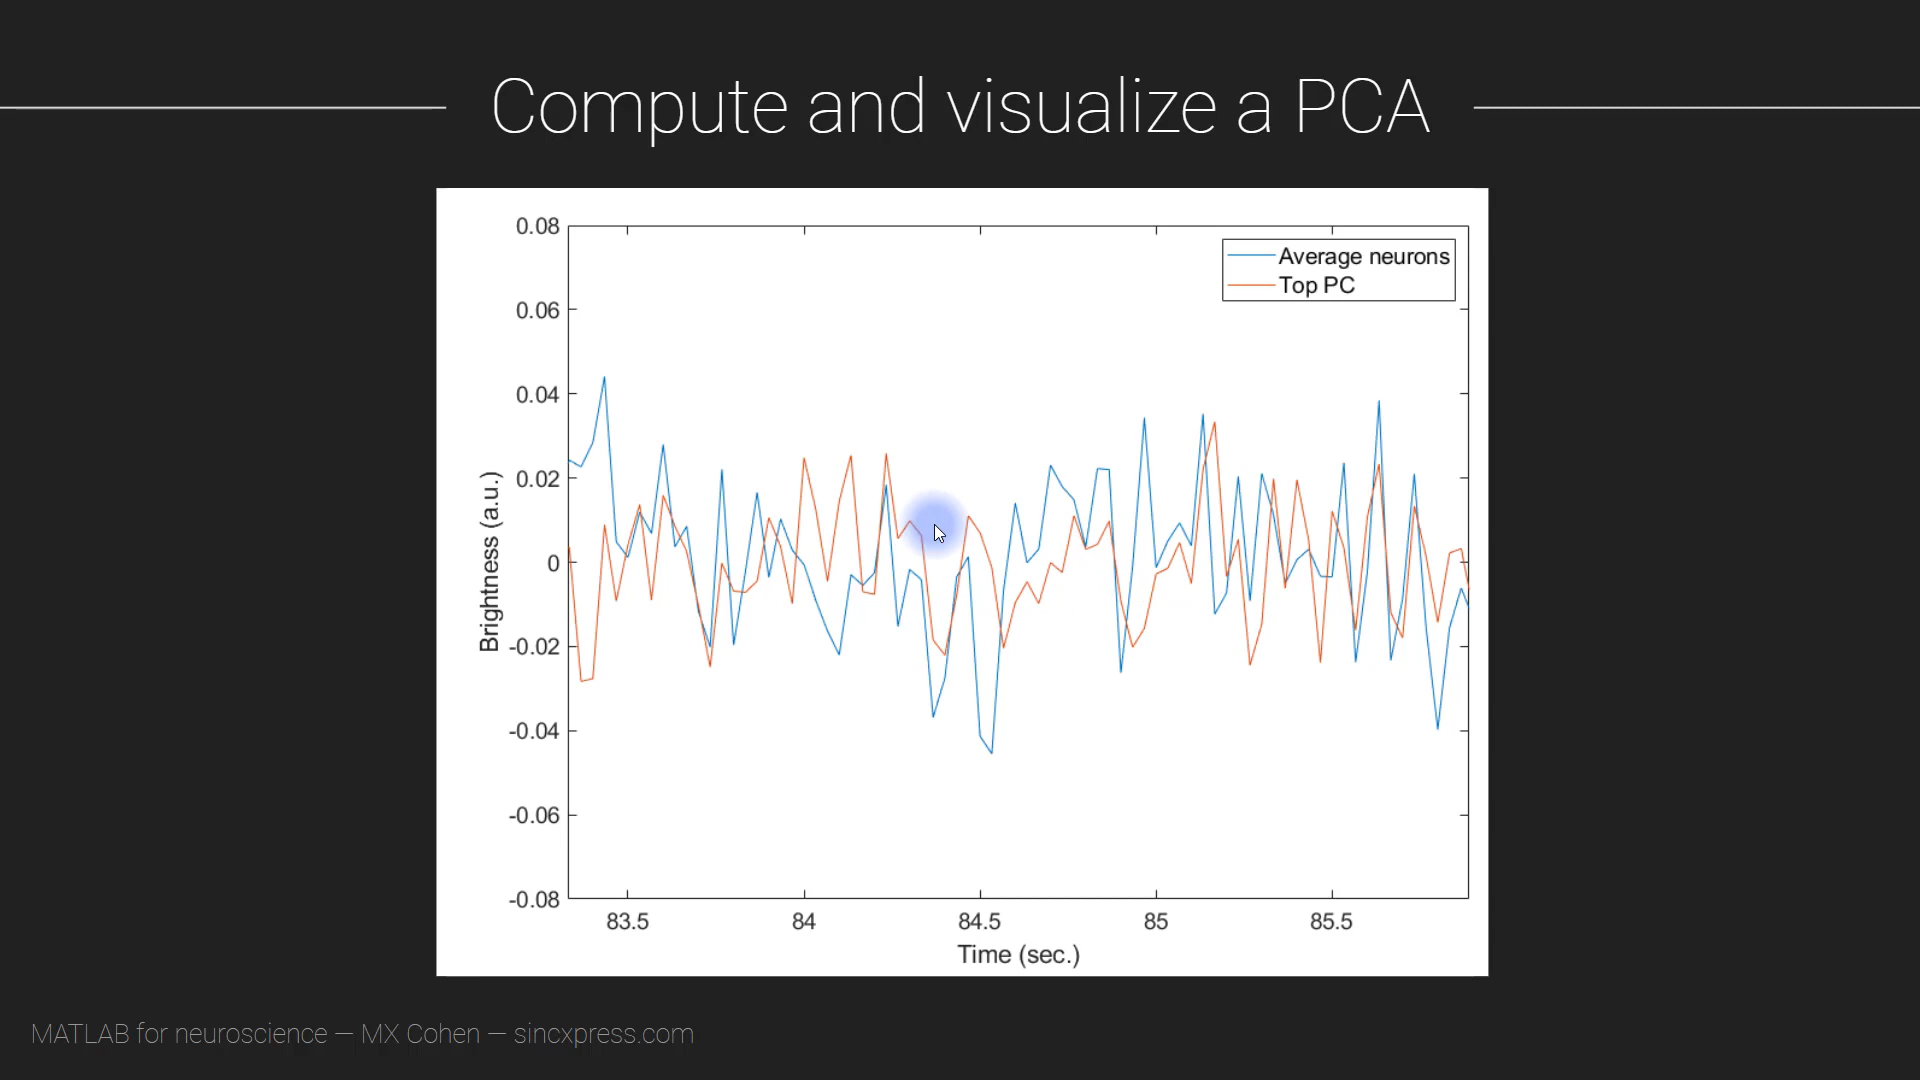 Compute and visualize a PCA
0.08
0.06
0.04
0.02
0
-0.02
-0.04
-0.06
-0.08
Brightness (a.u.)
Average neurons
Top PC
83.5 84 84.5 85 85.5
Time (sec.)
MATLAB for neuroscience — MX Cohen — sincxpress.com